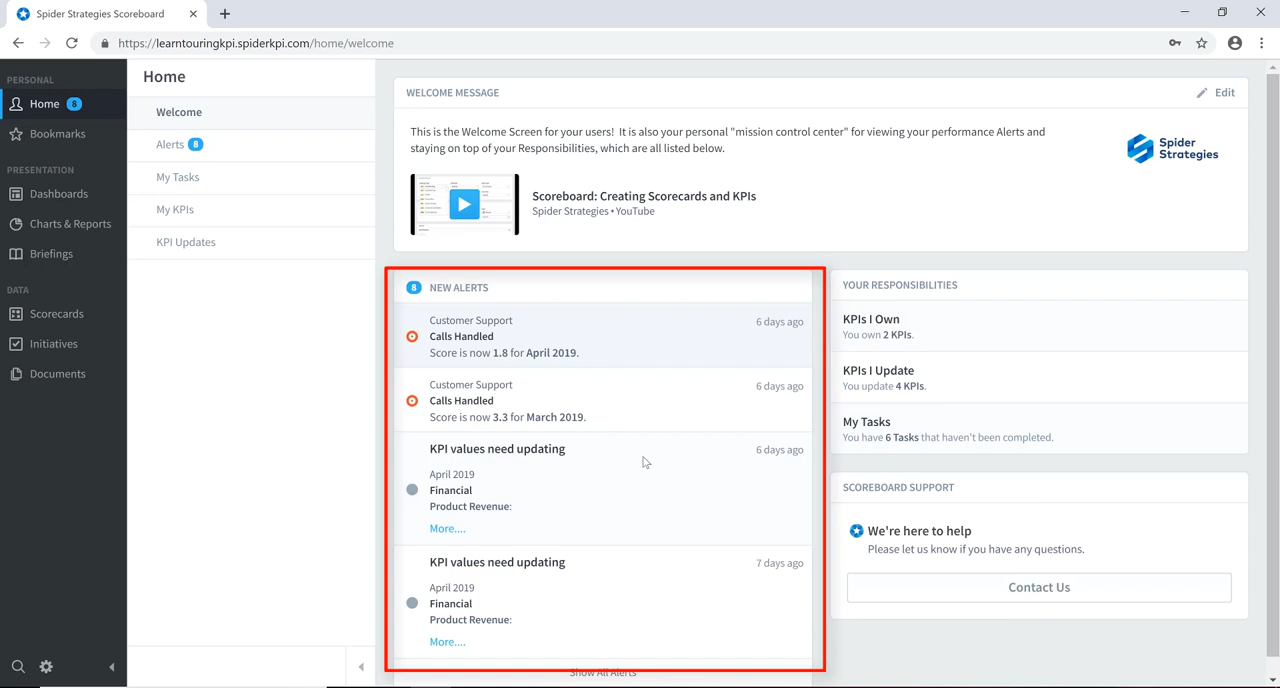 Spider Strategies Scoreboard
https://learntouringkpi.spiderkpi.com/home/welcome
PERSONAL
Home 8
Bookmarks
PRESENTATION
Dashboards
Charts & Reports
Briefings
DATA
Scorecards
Initiatives
Documents
Home
Welcome
Alerts 8
My Tasks
My KPIs
KPI Updates
WELCOME MESSAGE
Edit
This is the Welcome Screen for your users! It is also your personal "mission control center" for viewing your performance Alerts and
staying on top of your Responsibilities, which are all listed below.
Spider
Strategies
Scoreboard: Creating Scorecards and KPIs
Spider Strategies • YouTube
8 NEW ALERTS
Customer Support
6 days ago
Calls Handled
Score is now 1.8 for April 2019.
Customer Support
6 days ago
Calls Handled
Score is now 3.3 for March 2019.
KPI values need updating
6 days ago
April 2019
Financial
Product Revenue:
More....
KPI values need updating
7 days ago
April 2019
Financial
Product Revenue:
More....
Show All Alerts
YOUR RESPONSIBILITIES
KPIs I Own
You own 2 KPIs.
KPIs I Update
You update 4 KPIs.
My Tasks
You have 6 Tasks that haven't been completed.
SCOREBOARD SUPPORT
We're here to help
Please let us know if you have any questions.
Contact Us